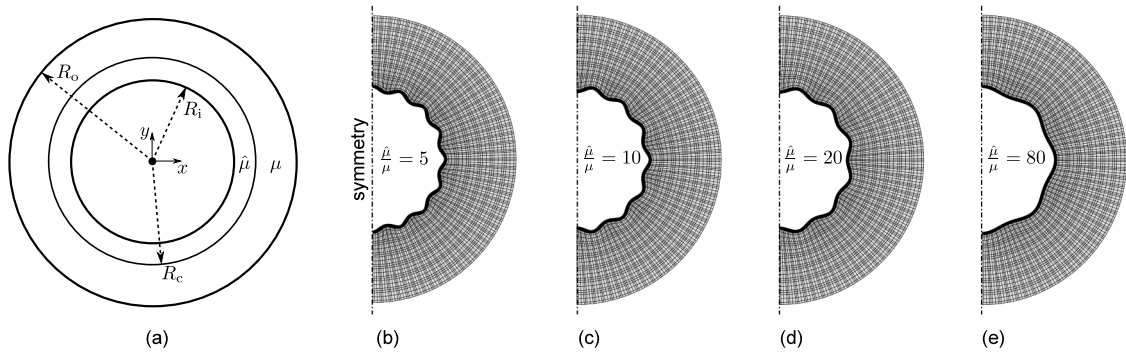 R_o
R_i
y
x
μ̂
μ
R_c
(a)
symmetry
μ̂/μ = 5
(b)
μ̂/μ = 10
(c)
μ̂/μ = 20
(d)
μ̂/μ = 80
(e)